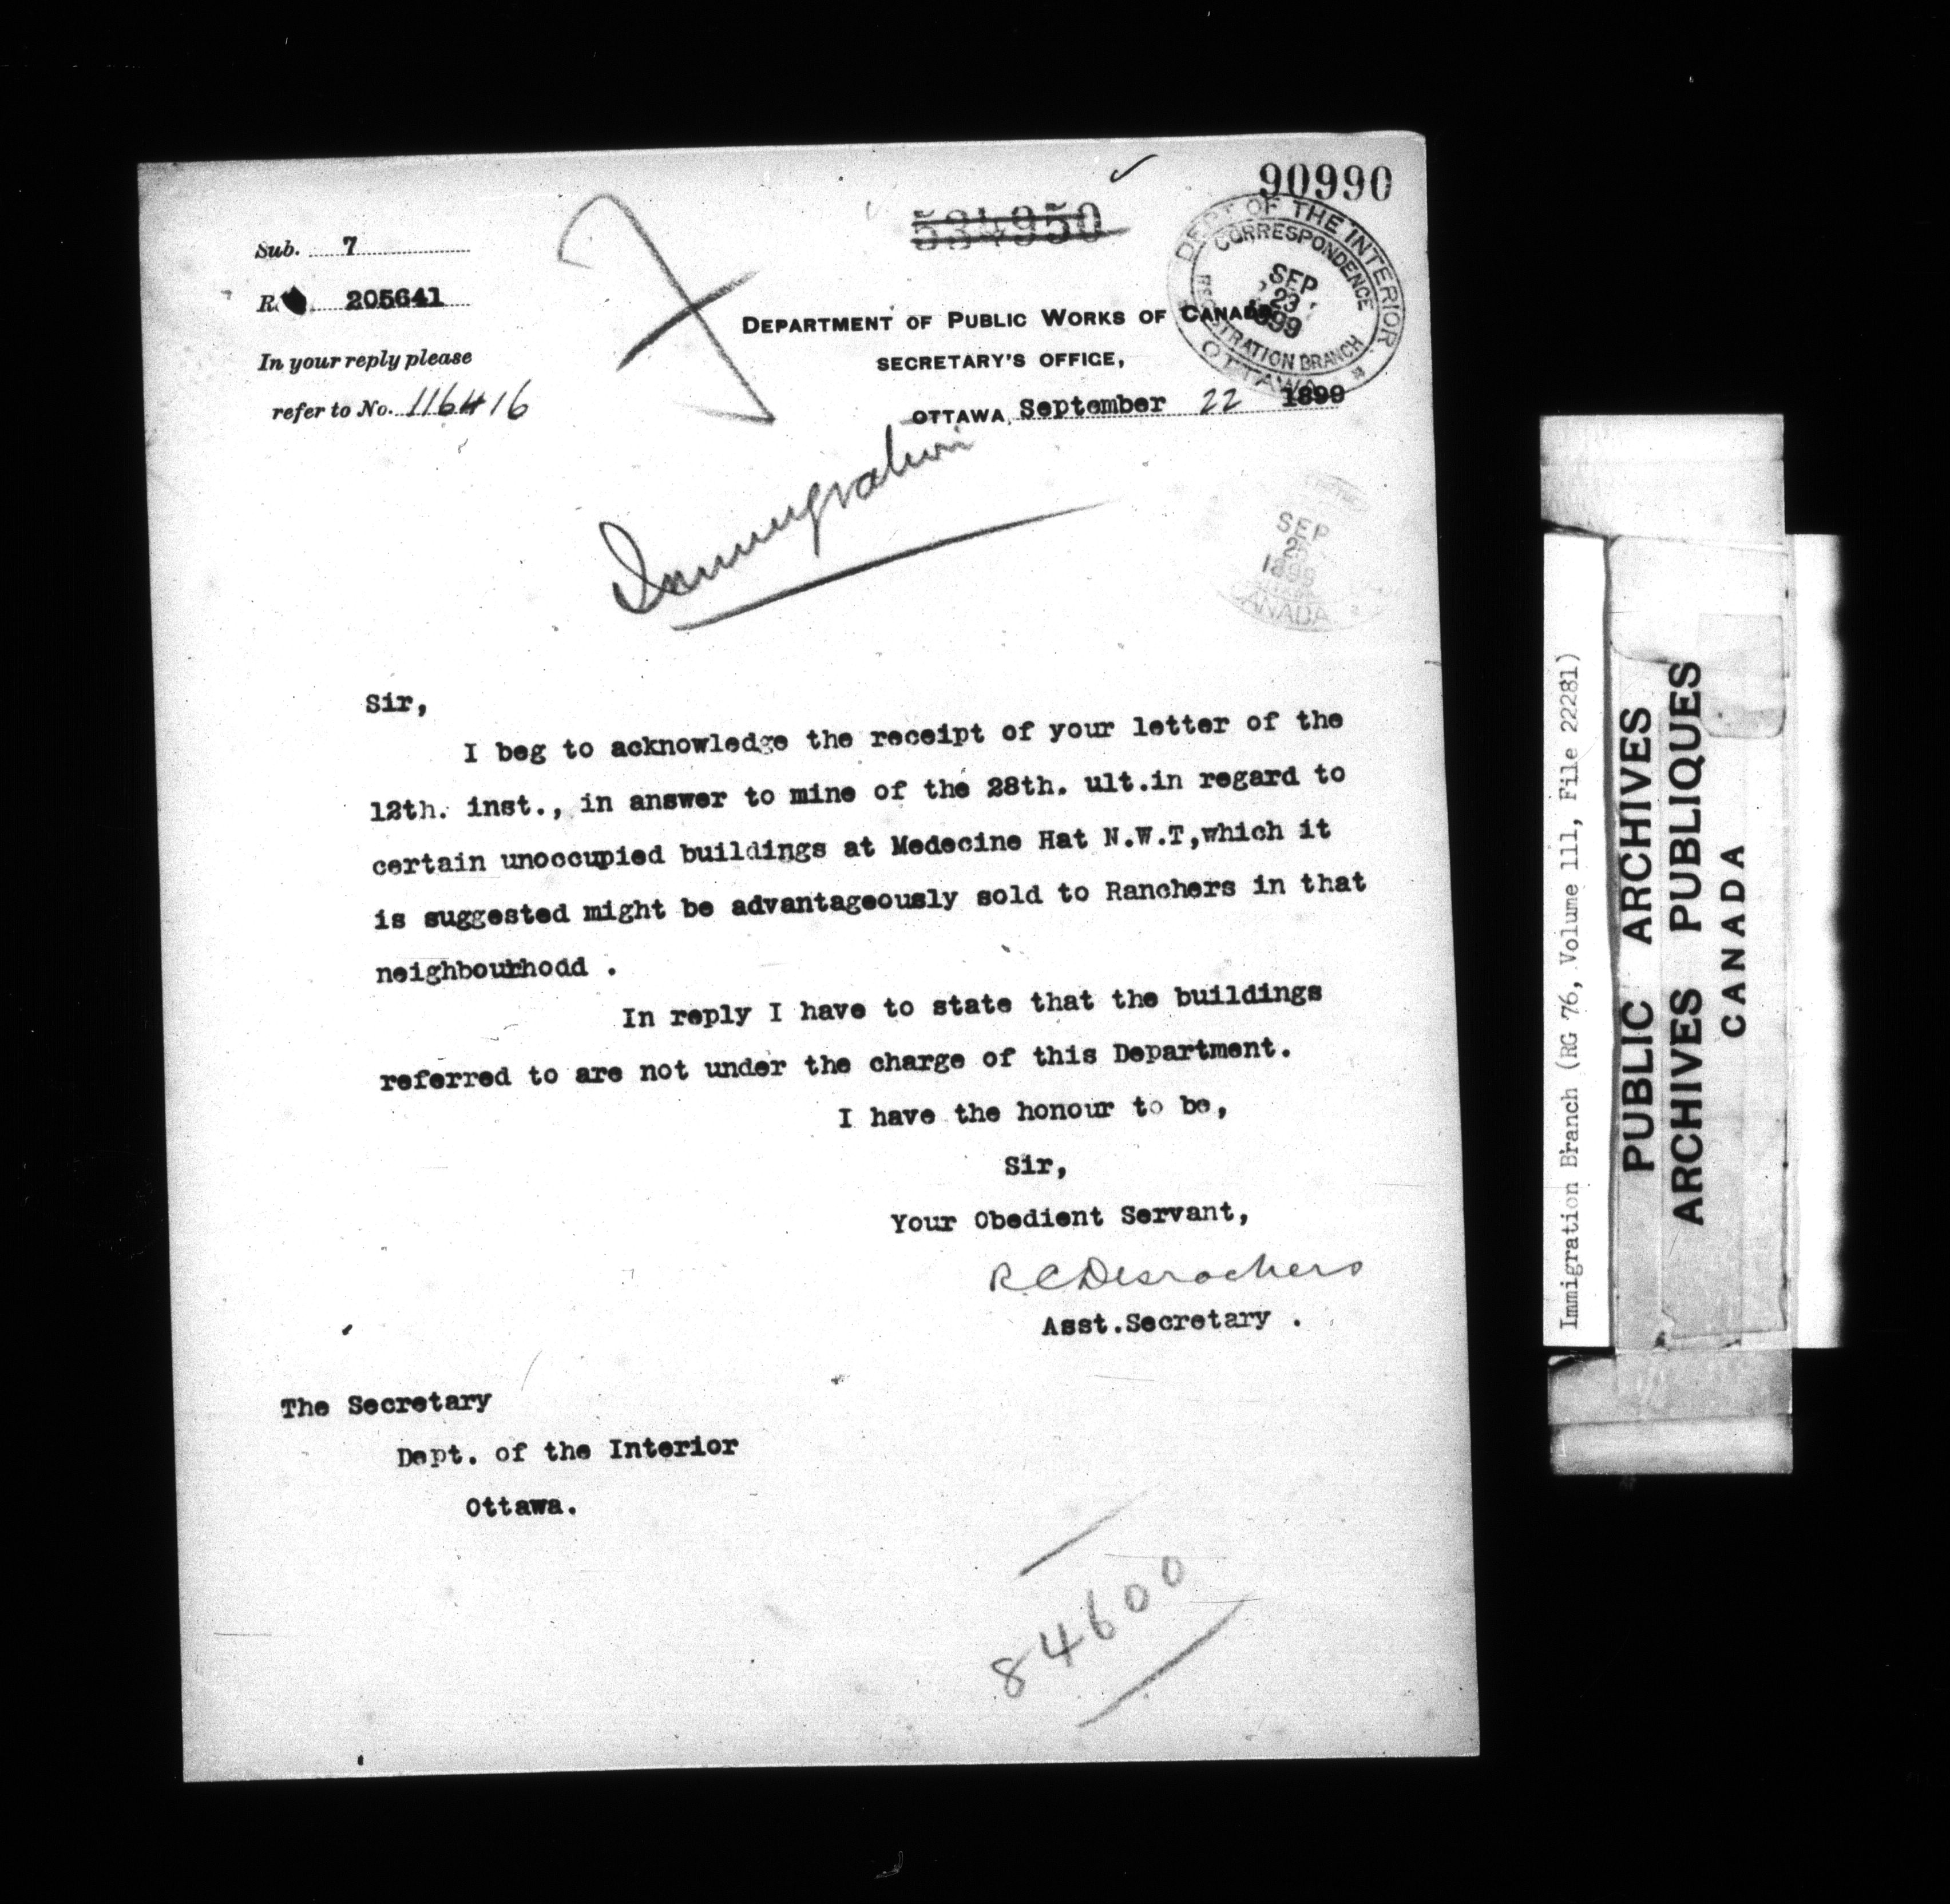 90990
534950
DEPT OF THE INTERIOR
CORRESPONDENCE
SEP
23
1899
REGISTRATION BRANCH
OTTAWA
Sub. 7
205641
In your reply please
refer to No. 116416
DEPARTMENT OF PUBLIC WORKS OF CANADA
SECRETARY'S OFFICE,
OTTAWA, September 22 1899
Immigration
SEP
1899
CANADA
Sir,
I beg to acknowledge the receipt of your letter of the
12th. inst., in answer to mine of the 28th. ult.in regard to
certain unoccupied buildings at Medecine Hat N.W.T,which it
is suggested might be advantageously sold to Ranchers in that
neighbourhodd .
In reply I have to state that the buildings
referred to are not under the charge of this Department.
I have the honour to be,
Sir,
Your Obedient Servant,
R C Desrochers
Asst.Secretary .
The Secretary
Dept. of the Interior
Ottawa.
84600
Immigration Branch (RG 76, Volume 111, File 22281)
PUBLIC ARCHIVES
ARCHIVES PUBLIQUES
CANADA